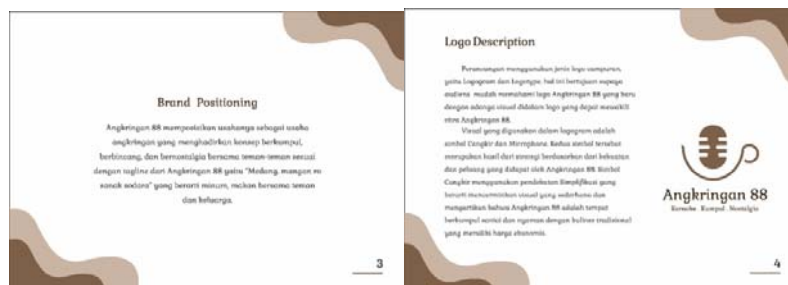 Brand Positioning
Angkringan 88 memposisikan usahanya sebagai usaha
angkringan yang menghadirkan konsep berkumpul,
berbincang, dan bernostalgia bersama teman-teman sesuai
dengan tagline dari Angkringan 88 yaitu "Medang, mangan ro
sanak sedoro" yang berarti minum, makan bersama teman
dan keluarga.
3
Logo Description
Perancangan menggunakan jenis logo campuran,
yaitu Logogram dan Logotype, hal ini bertujuan supaya
audiens mudah memahami logo Angkringan 88 yang baru
dengan adanya visual didalam logo yang dapat mewakili
citra Angkringan 88.
Visual yang digunakan dalam logogram adalah
simbol Cangkir dan Microphone. Kedua simbol tersebut
merupakan hasil dari strategi berdasarkan dari kekuatan
dan peluang yang didapat oleh Angkringan 88. Simbol
Cangkir menggunakan pendekatan Simplifikasi yang
berarti mencerminkan visual yang sederhana dan
mengartikan bahwa Angkringan 88 adalah tempat
berkumpul santai dan nyaman dengan kuliner tradisional
yang memiliki harga ekonomis.
Angkringan 88
Karaoke . Kumpul . Nostalgia
4